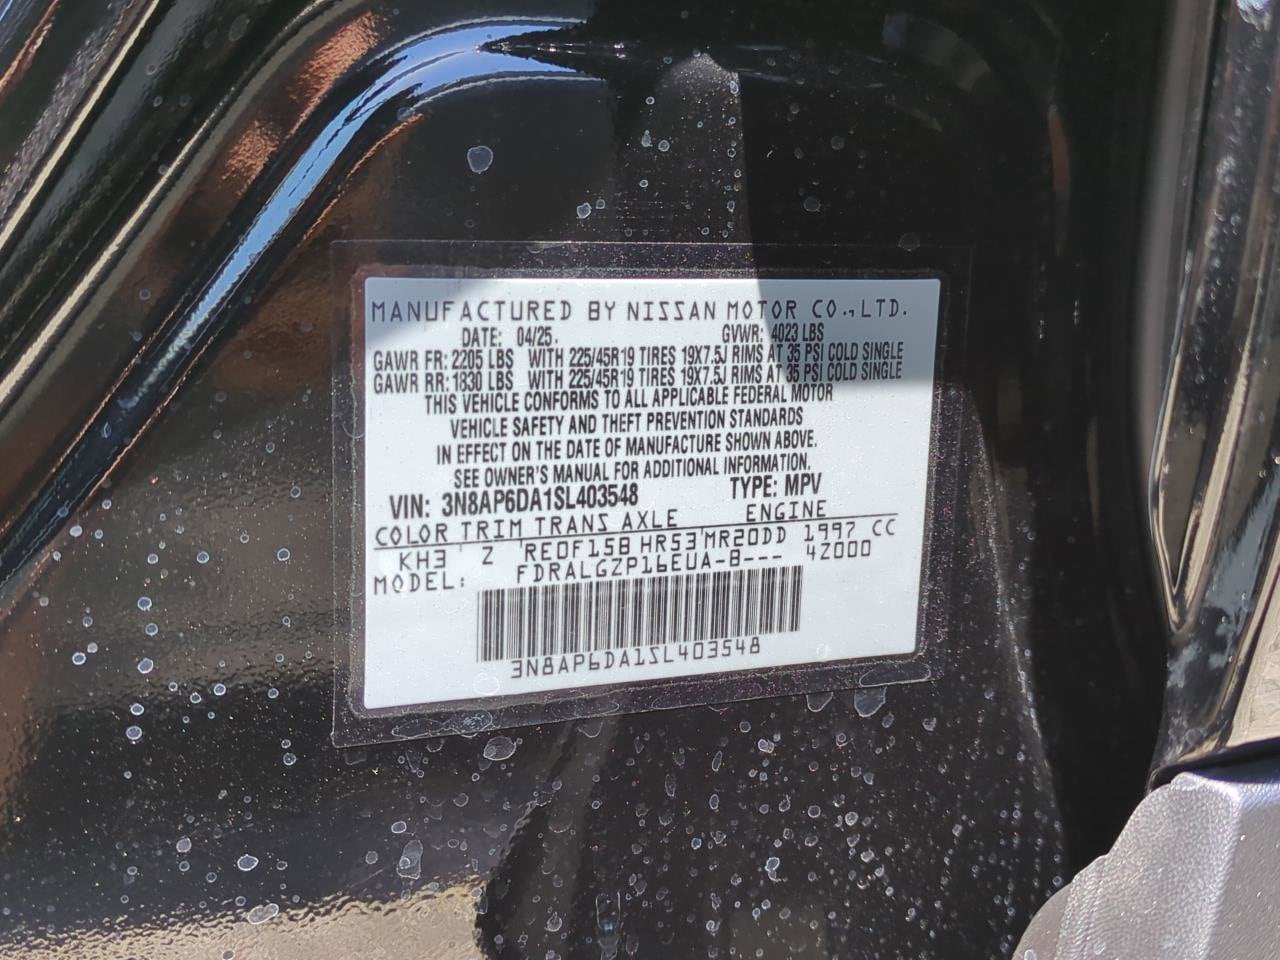 MANUFACTURED BY NISSAN MOTOR CO., LTD.
DATE: 04/25. GVWR: 4023 LBS
GAWR FR: 2205 LBS WITH 225/45R19 TIRES 19X7.5J RIMS AT 35 PSI COLD SINGLE
GAWR RR: 1830 LBS WITH 225/45R19 TIRES 19X7.5J RIMS AT 35 PSI COLD SINGLE
THIS VEHICLE CONFORMS TO ALL APPLICABLE FEDERAL MOTOR
VEHICLE SAFETY AND THEFT PREVENTION STANDARDS
IN EFFECT ON THE DATE OF MANUFACTURE SHOWN ABOVE.
SEE OWNER'S MANUAL FOR ADDITIONAL INFORMATION.
VIN: 3N8AP6DA1SL403548 TYPE: MPV
COLOR TRIM TRANS AXLE ENGINE
KH3 Z RE0F15B HR53 MR20DD 1997 CC
MODEL: FDRALGZP16EUA-B--- 4Z000
3N8AP6DA1SL403548